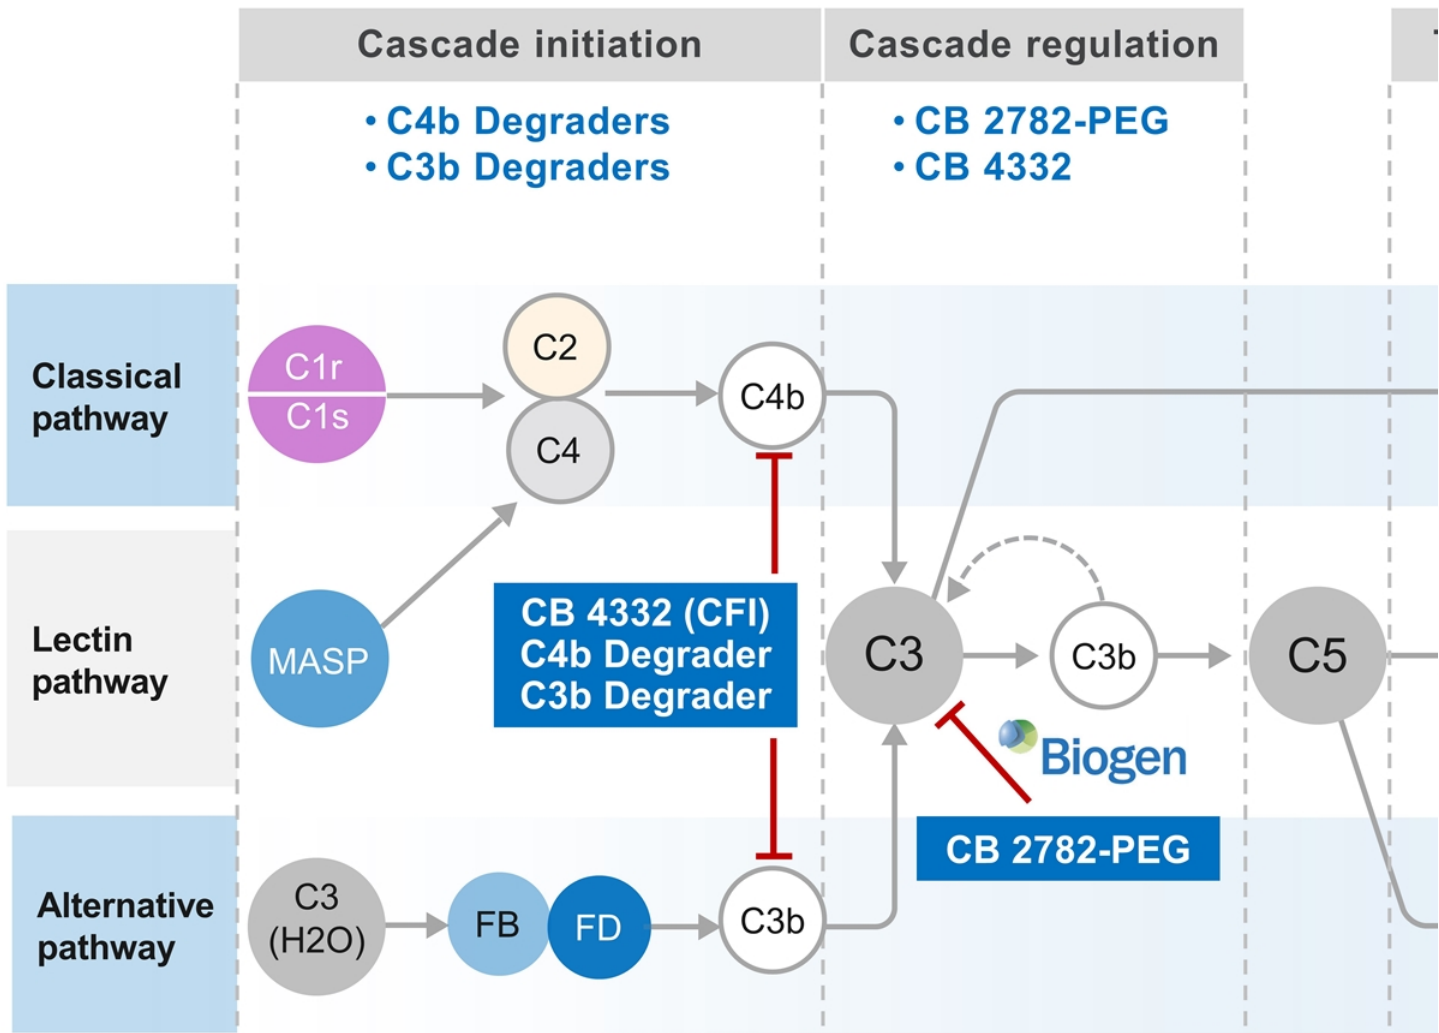 Cascade initiation
Cascade regulation
• C4b Degraders
• C3b Degraders
• CB 2782-PEG
• CB 4332
Classical
pathway
C1r
C1s
C2
C4
C4b
Lectin
pathway
MASP
CB 4332 (CFI)
C4b Degrader
C3b Degrader
C3
C3b
C5
Biogen
CB 2782-PEG
Alternative
pathway
C3
(H2O)
FB
FD
C3b